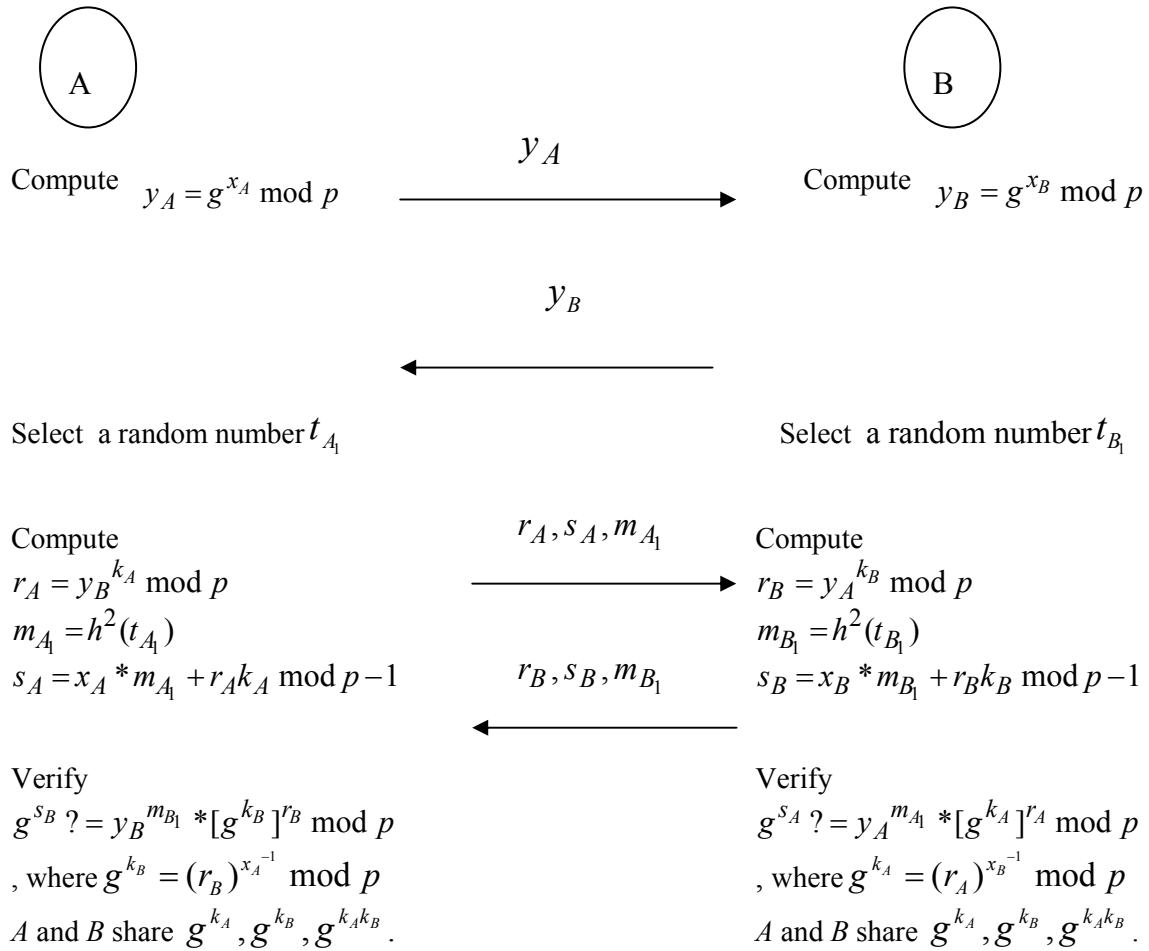 A
B
y_A
Compute y_A = g^{x_A} mod p
Compute y_B = g^{x_B} mod p
y_B
Select a random number t_{A_1}
Select a random number t_{B_1}
r_A, s_A, m_{A_1}
Compute
Compute
r_A = y_B^{k_A} mod p
r_B = y_A^{k_B} mod p
m_{A_1} = h^2(t_{A_1})
m_{B_1} = h^2(t_{B_1})
r_B, s_B, m_{B_1}
s_A = x_A * m_{A_1} + r_A k_A mod p-1
s_B = x_B * m_{B_1} + r_B k_B mod p-1
Verify
Verify
g^{s_B} ?= y_B^{m_{B_1}} *[g^{k_B}]^{r_B} mod p
g^{s_A} ?= y_A^{m_{A_1}} *[g^{k_A}]^{r_A} mod p
, where g^{k_B} = (r_B)^{x_A^{-1}} mod p
, where g^{k_A} = (r_A)^{x_B^{-1}} mod p
A and B share g^{k_A}, g^{k_B}, g^{k_A k_B}.
A and B share g^{k_A}, g^{k_B}, g^{k_A k_B}.